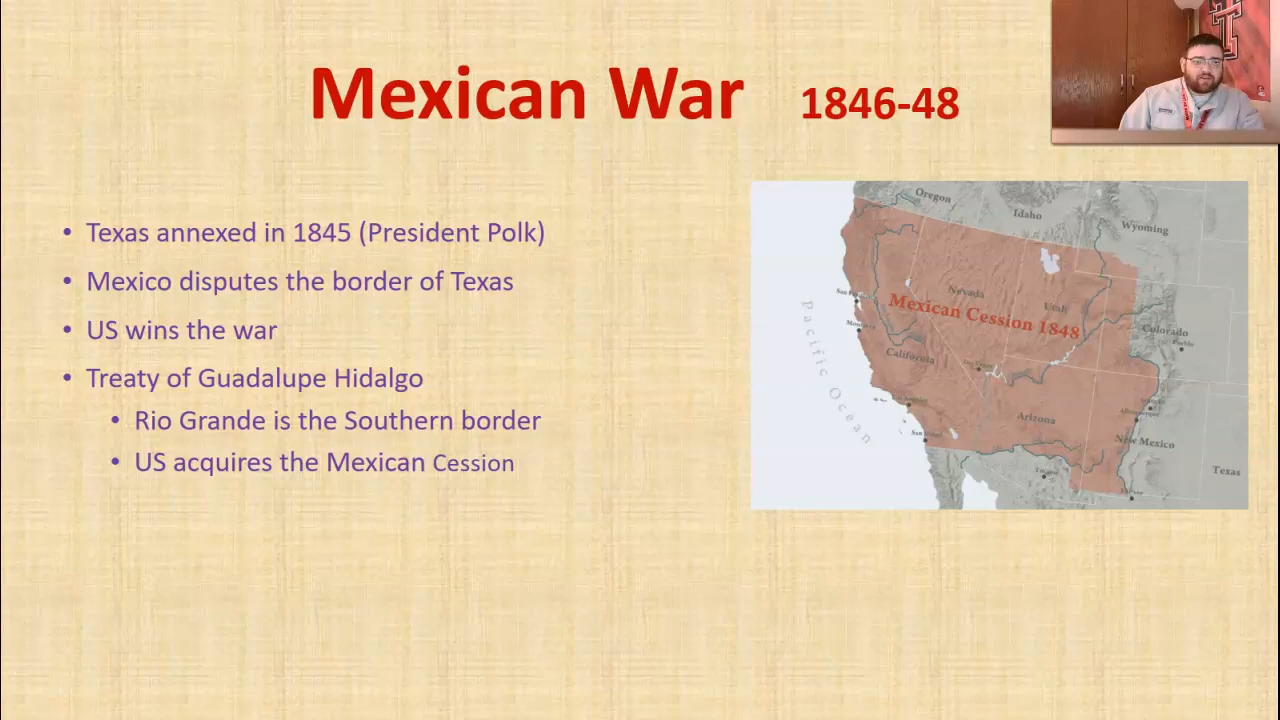 Mexican War 1846-48
• Texas annexed in 1845 (President Polk)
• Mexico disputes the border of Texas
• US wins the war
• Treaty of Guadalupe Hidalgo
• Rio Grande is the Southern border
• US acquires the Mexican Cession
Oregon
Idaho
Wyoming
Nevada
Utah
Mexican Cession 1848
Colorado
Pueblo
California
Pacific Ocean
Arizona
Albuquerque
New Mexico
Texas